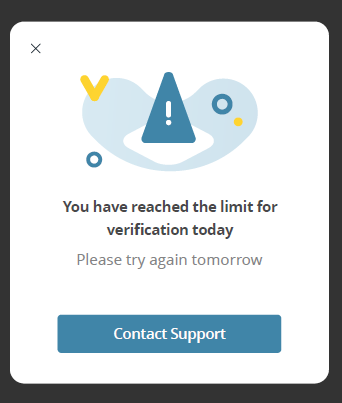 You have reached the limit for
verification today
Please try again tomorrow
Contact Support